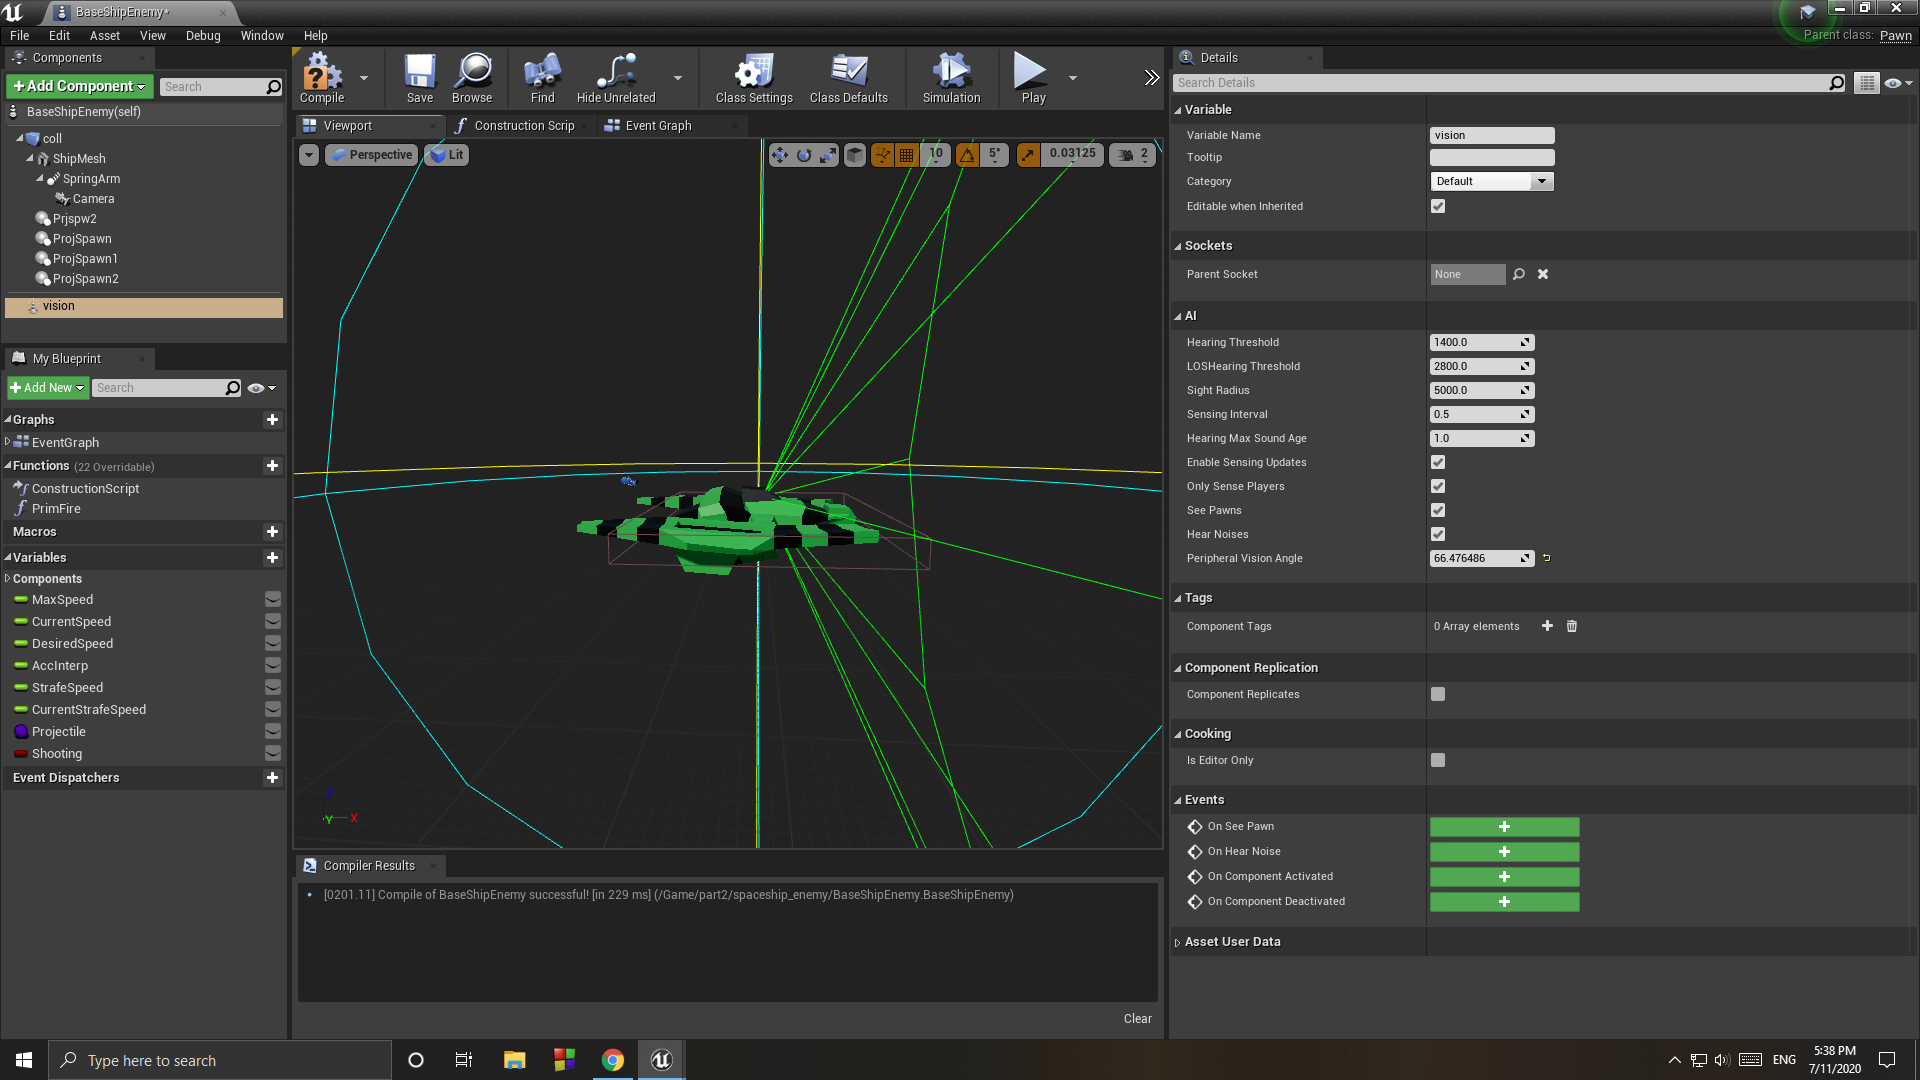 BaseShipEnemy*
File Edit Asset View Debug Window Help
Parent class: Pawn
Components
+Add Component
Search
BaseShipEnemy(self)
coll
ShipMesh
SpringArm
Camera
Prjspw2
ProjSpawn
ProjSpawn1
ProjSpawn2
vision
My Blueprint
+Add New
Search
Graphs
EventGraph
Functions (22 Overridable)
ConstructionScript
PrimFire
Macros
Variables
Components
MaxSpeed
CurrentSpeed
DesiredSpeed
AccInterp
StrafeSpeed
CurrentStrafeSpeed
Projectile
Shooting
Event Dispatchers
Compile Save Browse Find Hide Unrelated Class Settings Class Defaults Simulation Play
Viewport Construction Scrip Event Graph
Perspective Lit 10 5° 0.03125 2
Z
Y X
Compiler Results
[0201.11] Compile of BaseShipEnemy successful! [in 229 ms] (/Game/part2/spaceship_enemy/BaseShipEnemy.BaseShipEnemy)
Clear
Details
Search Details
Variable
Variable Name vision
Tooltip
Category Default
Editable when Inherited
Sockets
Parent Socket None
AI
Hearing Threshold 1400.0
LOSHearing Threshold 2800.0
Sight Radius 5000.0
Sensing Interval 0.5
Hearing Max Sound Age 1.0
Enable Sensing Updates
Only Sense Players
See Pawns
Hear Noises
Peripheral Vision Angle 66.476486
Tags
Component Tags 0 Array elements
Component Replication
Component Replicates
Cooking
Is Editor Only
Events
On See Pawn
On Hear Noise
On Component Activated
On Component Deactivated
Asset User Data
Type here to search
ENG
5:38 PM
7/11/2020